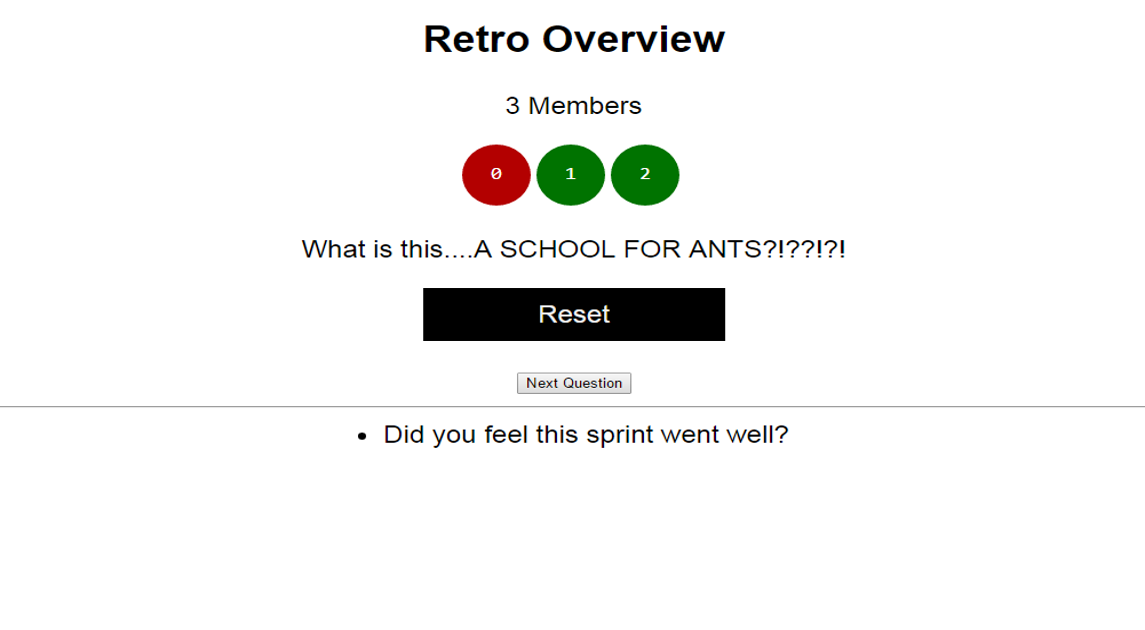 Retro Overview
3 Members
0 1 2
What is this....A SCHOOL FOR ANTS?!??!?!
Reset
Next Question
• Did you feel this sprint went well?